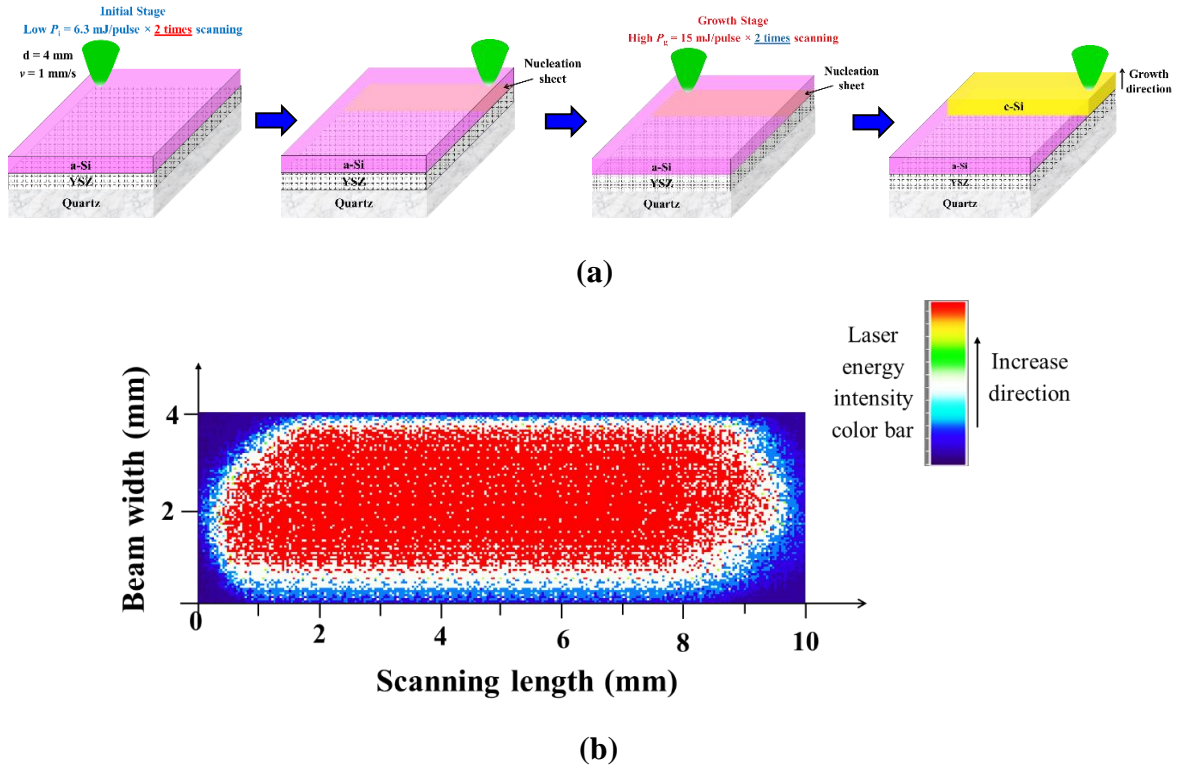 Initial Stage
Low Pi = 6.3 mJ/pulse × 2 times scanning
d = 4 mm
v = 1 mm/s
a-Si
YSZ
Quartz
Nucleation
sheet
a-Si
YSZ
Quartz
Growth Stage
High Pg = 15 mJ/pulse × 2 times scanning
Nucleation
sheet
a-Si
YSZ
Quartz
Growth
direction
c-Si
a-Si
YSZ
Quartz
(a)
Laser
energy
intensity
color bar
Increase
direction
Beam width (mm)
4
2
0
2
4
6
8
10
Scanning length (mm)
(b)